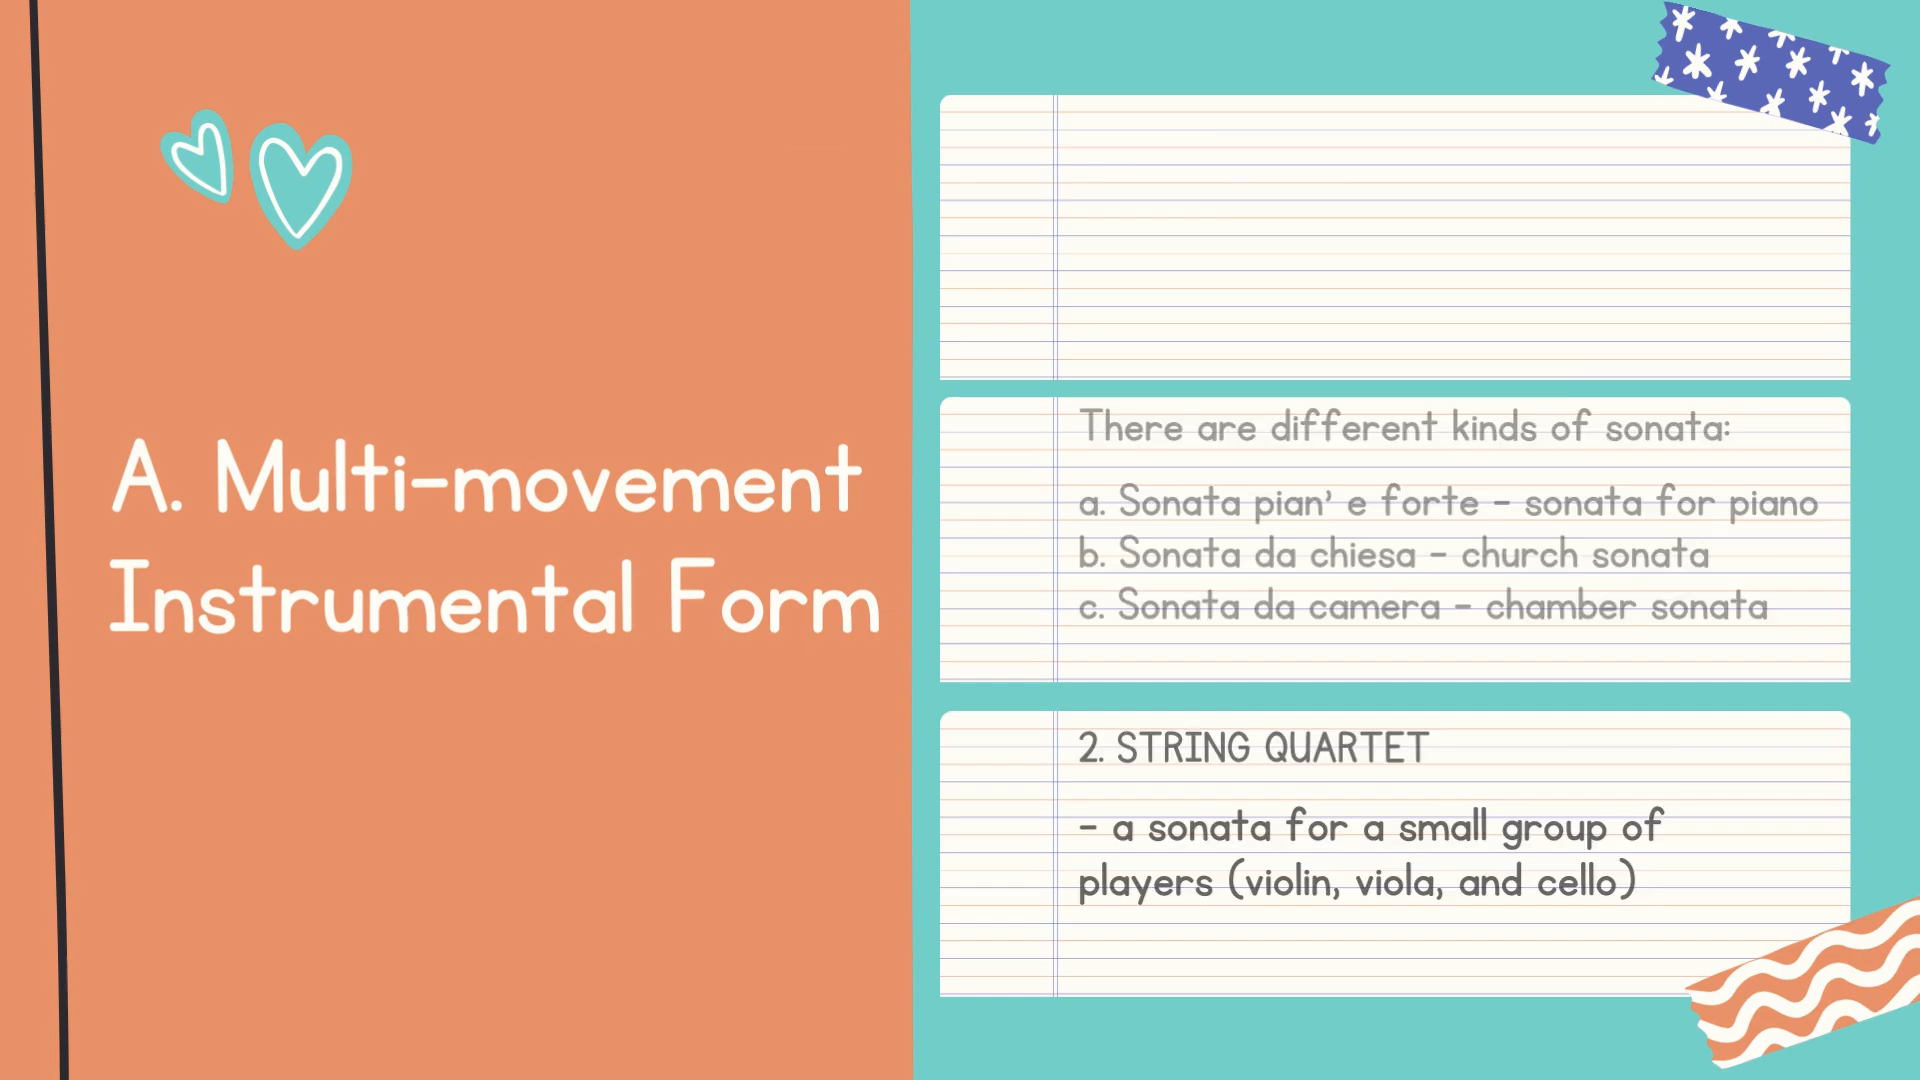 A. Multi-movement
Instrumental Form
There are different kinds of sonata:
a. Sonata pian' e forte - sonata for piano
b. Sonata da chiesa - church sonata
c. Sonata da camera - chamber sonata
2. STRING QUARTET
- a sonata for a small group of
players (violin, viola, and cello)